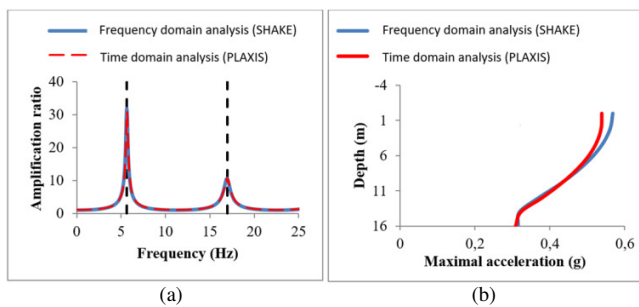 Frequency domain analysis (SHAKE)
Time domain analysis (PLAXIS)
Amplification ratio
40
30
20
10
0
0 5 10 15 20 25
Frequency (Hz)
(a)
Frequency domain analysis (SHAKE)
Time domain analysis (PLAXIS)
Depth (m)
-4
1
6
11
16
0 0,2 0,4 0,6
Maximal acceleration (g)
(b)